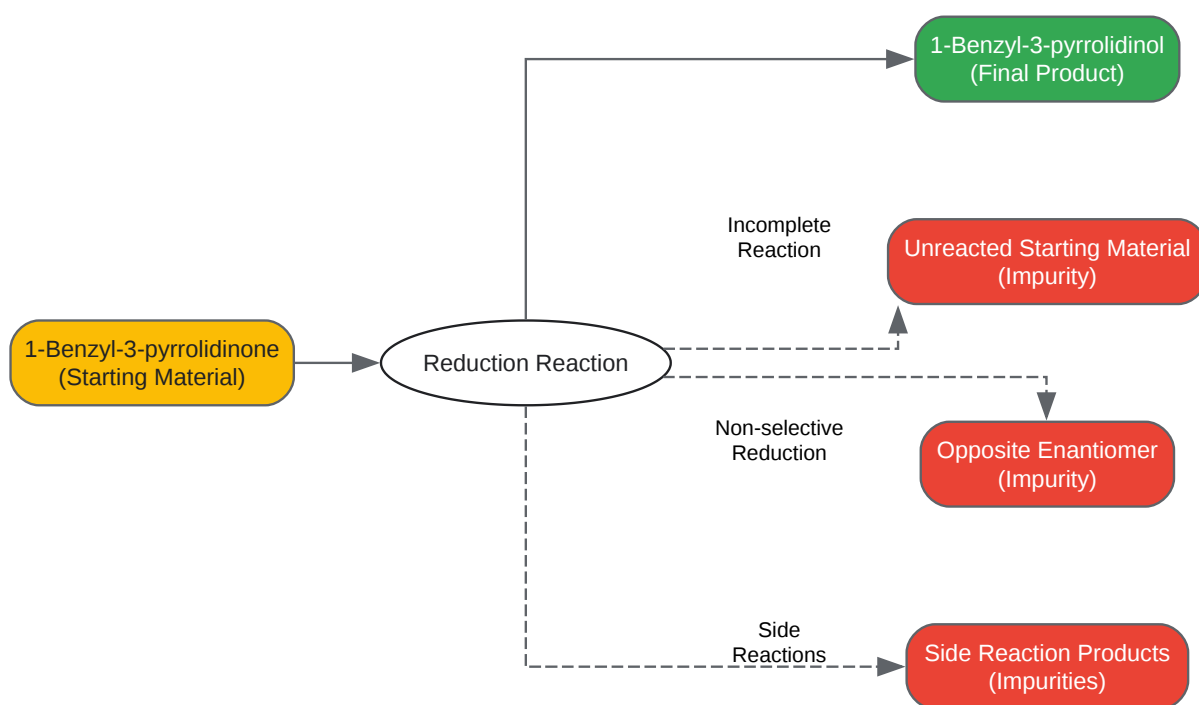 1-Benzyl-3-pyrrolidinol
(Final Product)
Incomplete
Reaction
Unreacted Starting Material
(Impurity)
1-Benzyl-3-pyrrolidinone
(Starting Material)
Reduction Reaction
Non-selective
Reduction
Opposite Enantiomer
(Impurity)
Side
Reactions
Side Reaction Products
(Impurities)